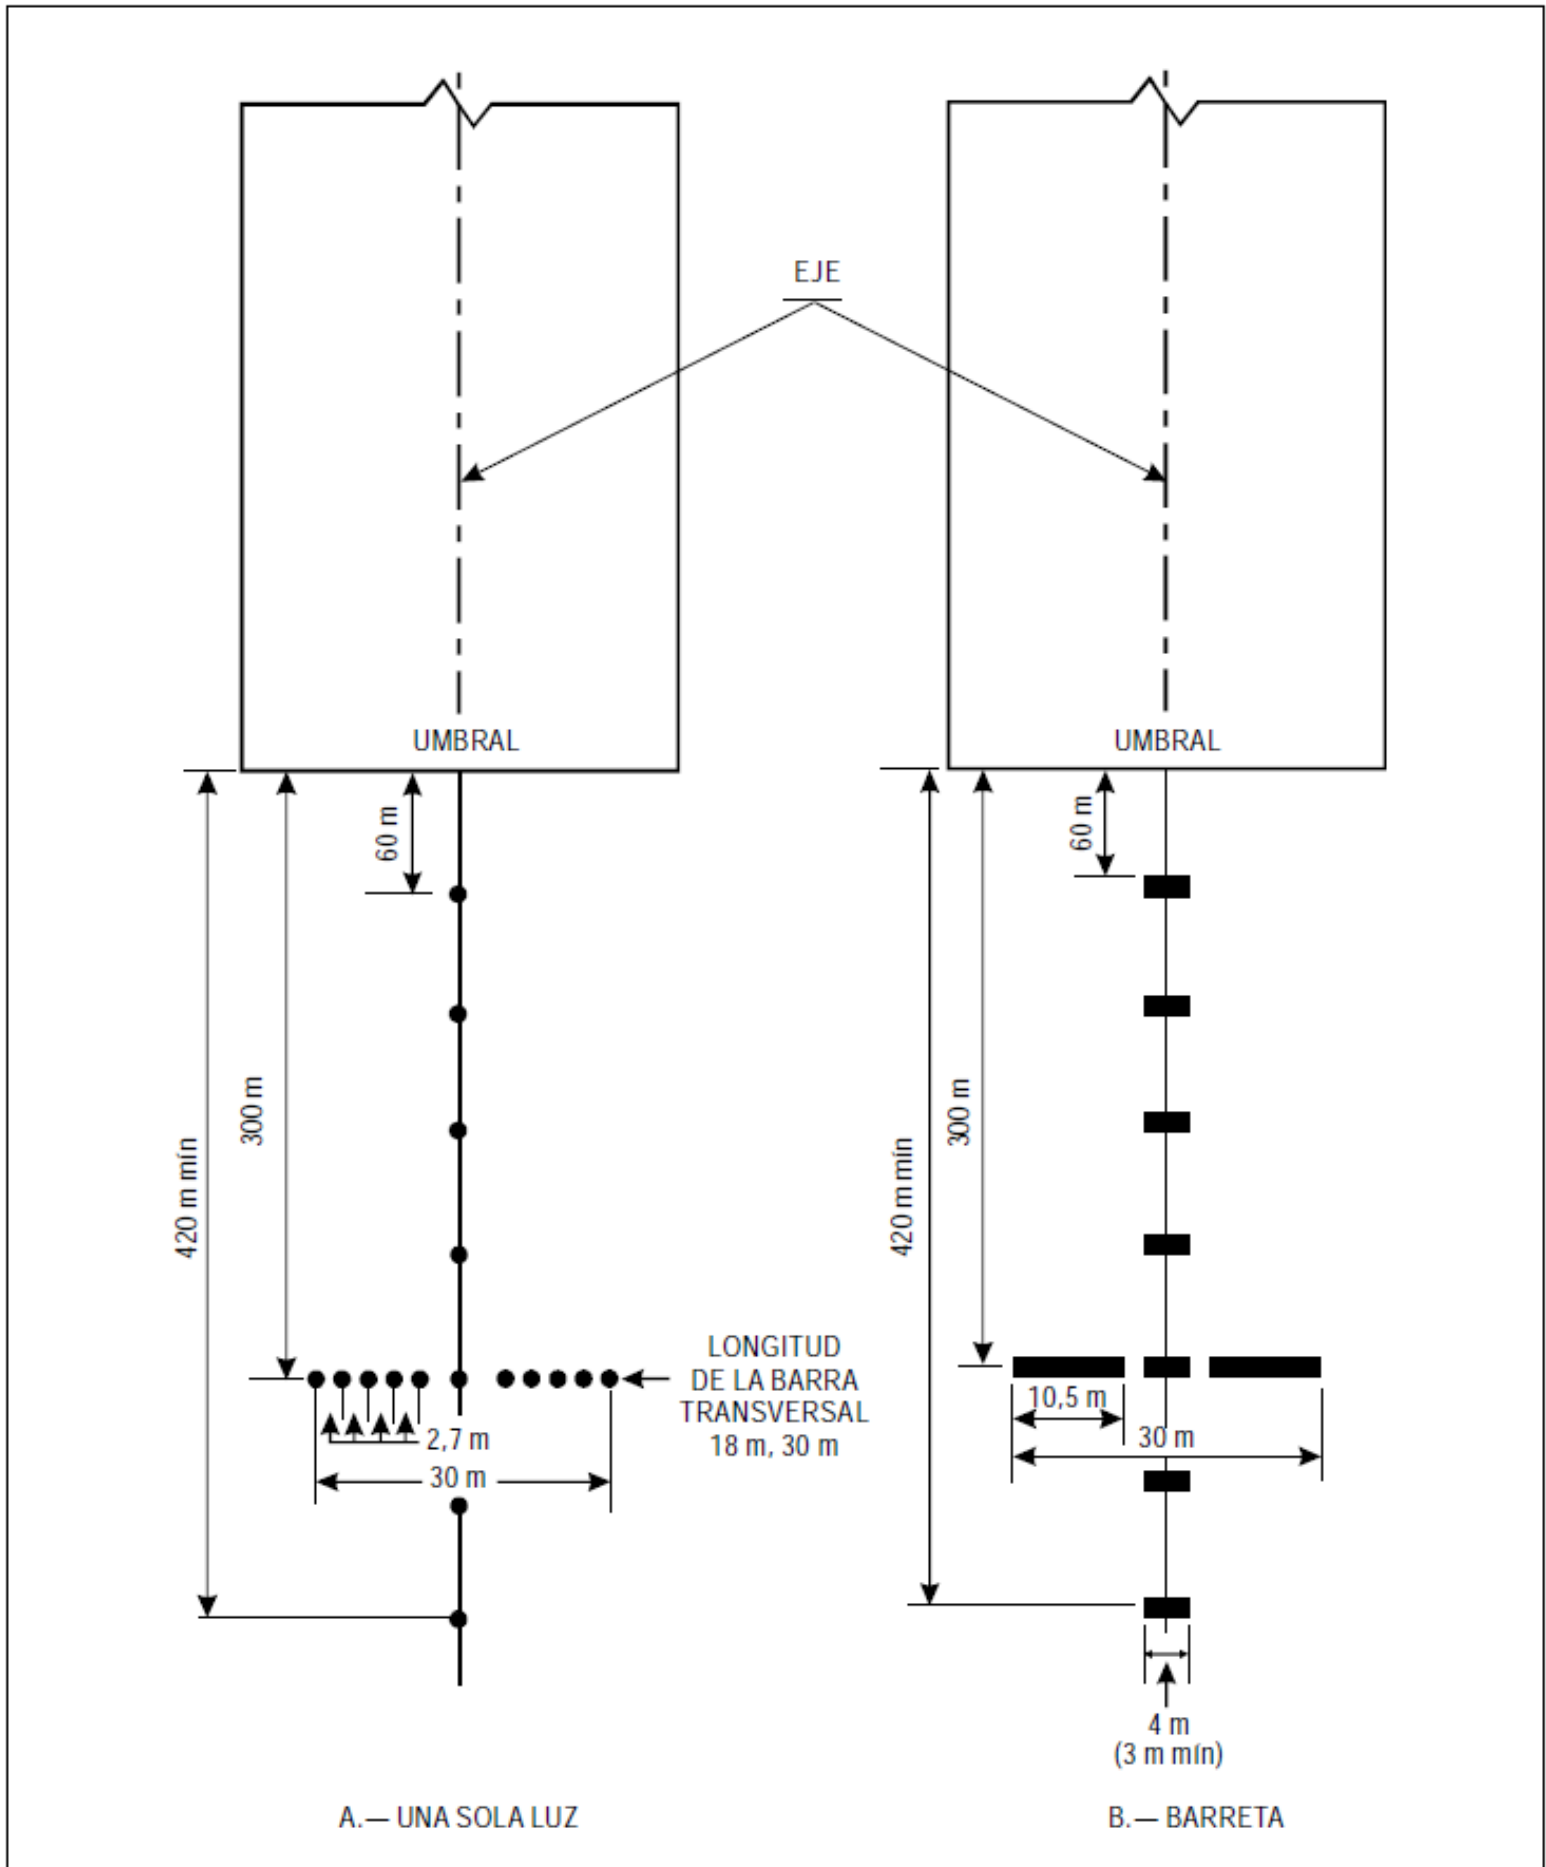 EJE
UMBRAL
UMBRAL
60 m
60 m
300 m
300 m
420 m mín
420 m mín
LONGITUD
DE LA BARRA
TRANSVERSAL
18 m, 30 m
2,7 m
30 m
10,5 m
30 m
4 m
(3 m mín)
A.— UNA SOLA LUZ
B.— BARRETA